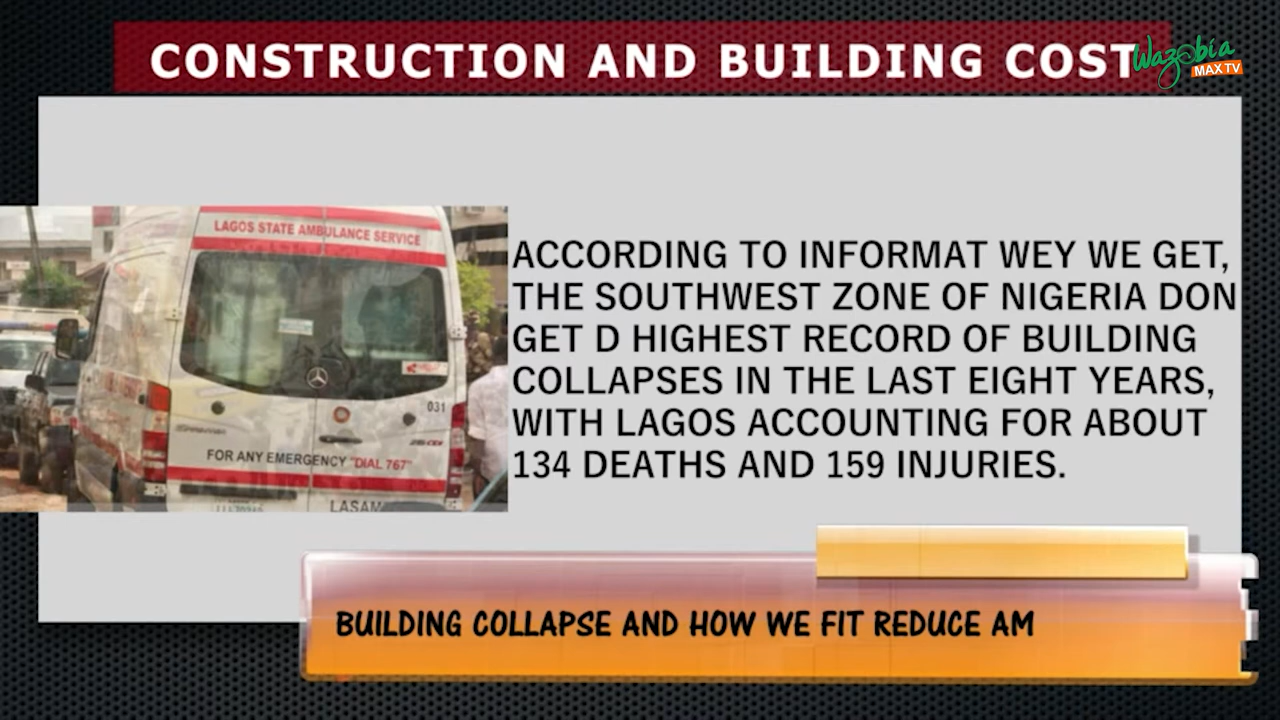 CONSTRUCTION AND BUILDING COST
Wazobia
MAX TV
LAGOS STATE AMBULANCE SERVICE
031
FOR ANY EMERGENCY "DIAL 767"
LASAM
ACCORDING TO INFORMAT WEY WE GET,
THE SOUTHWEST ZONE OF NIGERIA DON
GET D HIGHEST RECORD OF BUILDING
COLLAPSES IN THE LAST EIGHT YEARS,
WITH LAGOS ACCOUNTING FOR ABOUT
134 DEATHS AND 159 INJURIES.
BUILDING COLLAPSE AND HOW WE FIT REDUCE AM